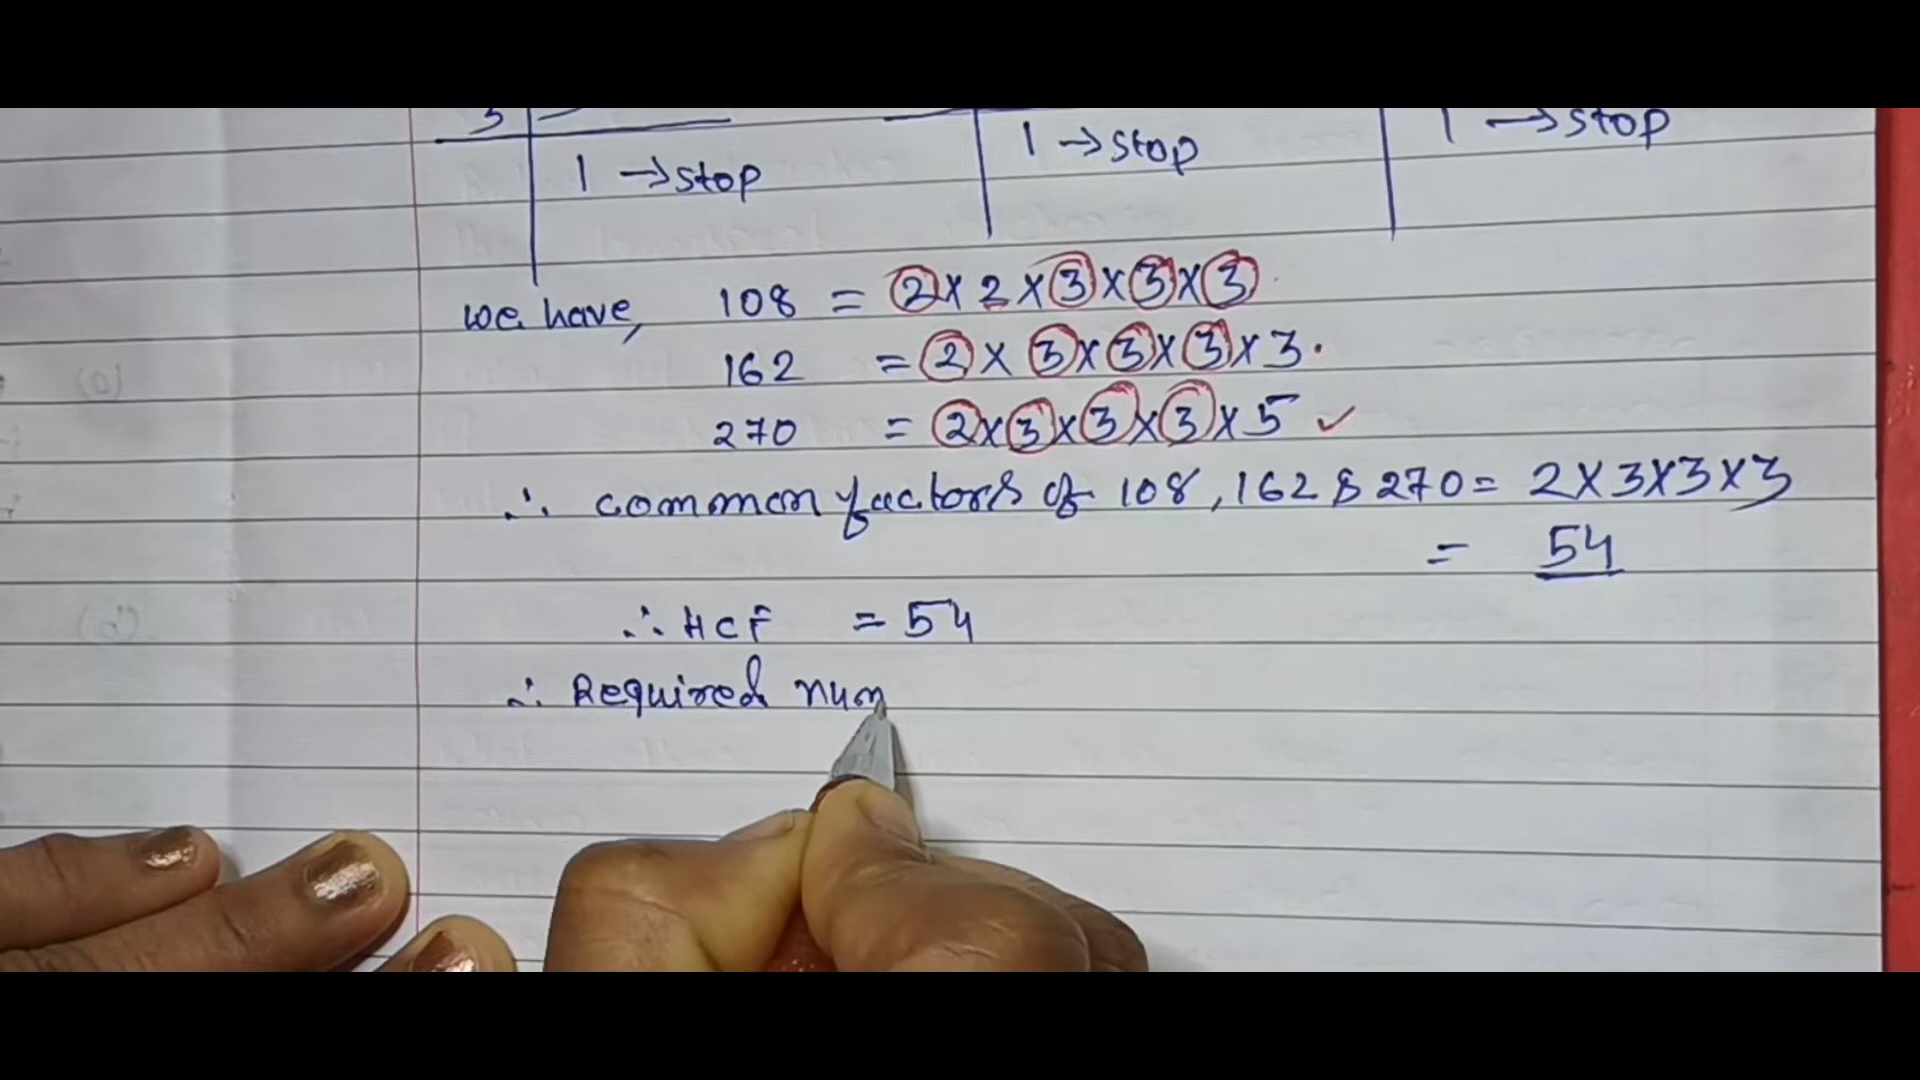 3
1 →stop
1 →stop
1 →stop
we have, 108 = 2 x 2 x 3 x 3 x 3
162 = 2 x 3 x 3 x 3 x 3.
270 = 2 x 3 x 3 x 3 x 5 ✓
∴ common factors of 108, 162 & 270 = 2 x 3 x 3 x 3
= 54
∴ HCF = 54
∴ Required num